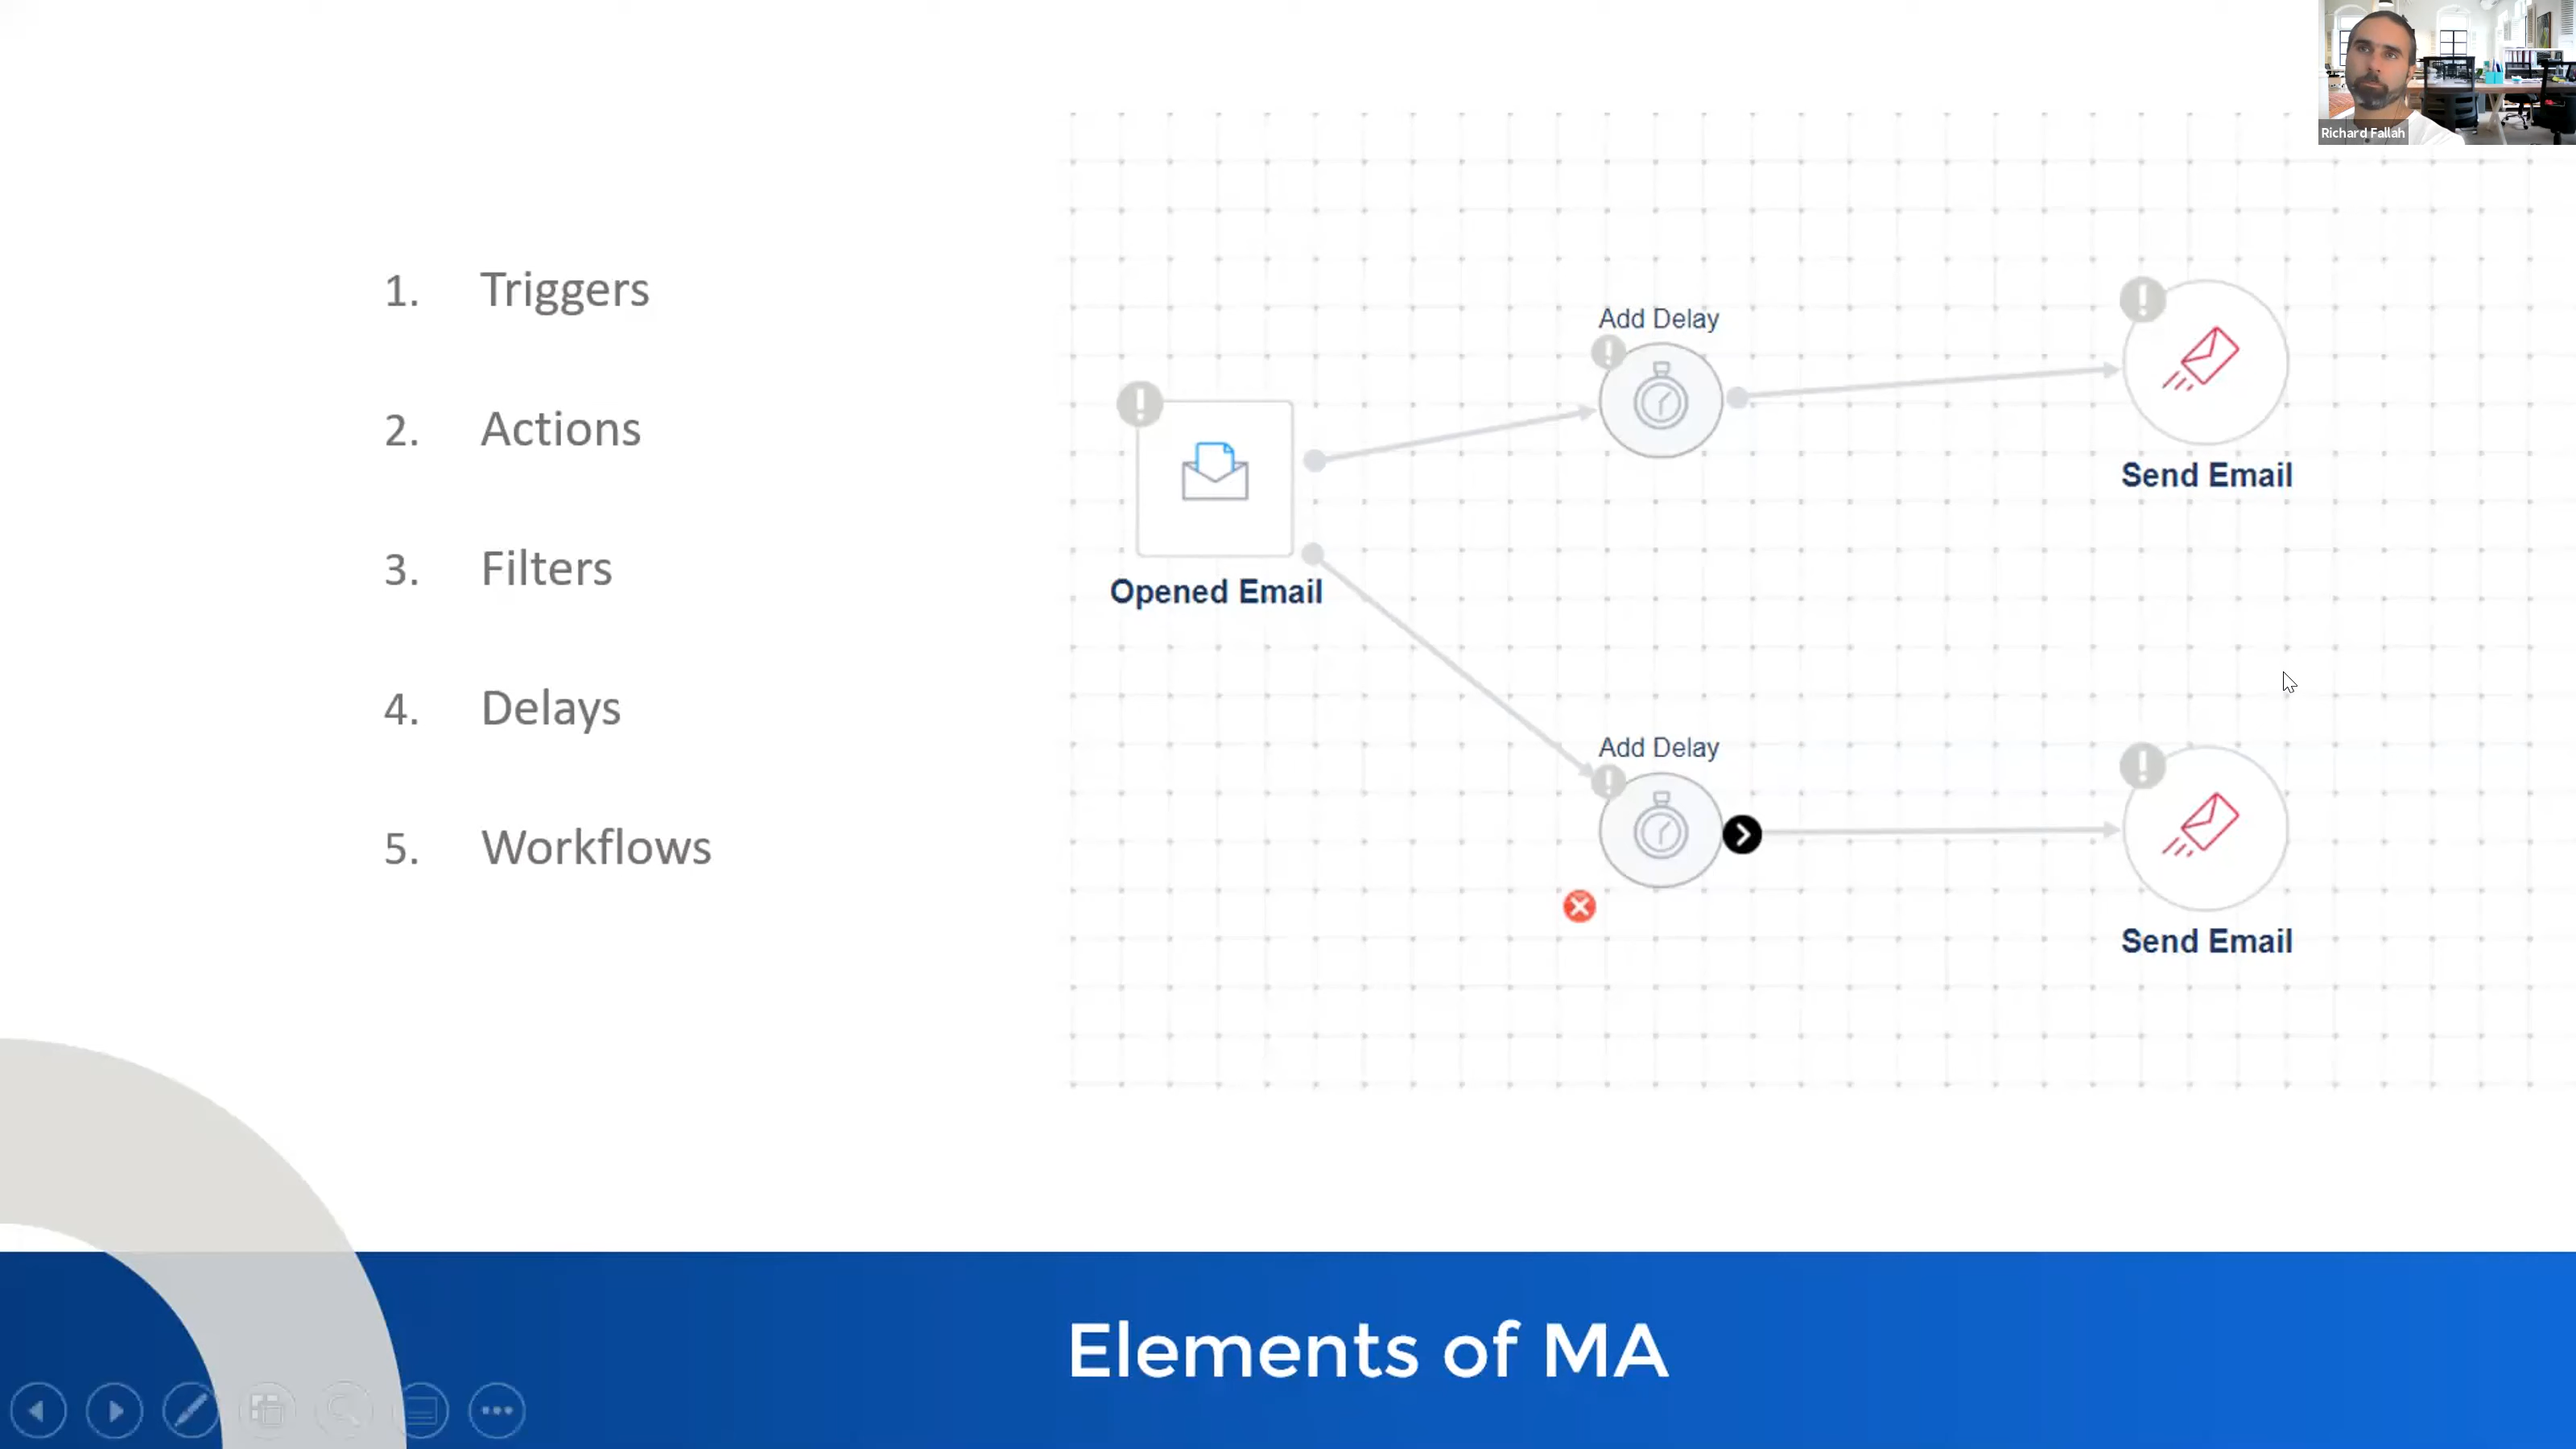 Richard Fallah
1. Triggers
2. Actions
3. Filters
4. Delays
5. Workflows
Add Delay
Send Email
Opened Email
Add Delay
Send Email
Elements of MA